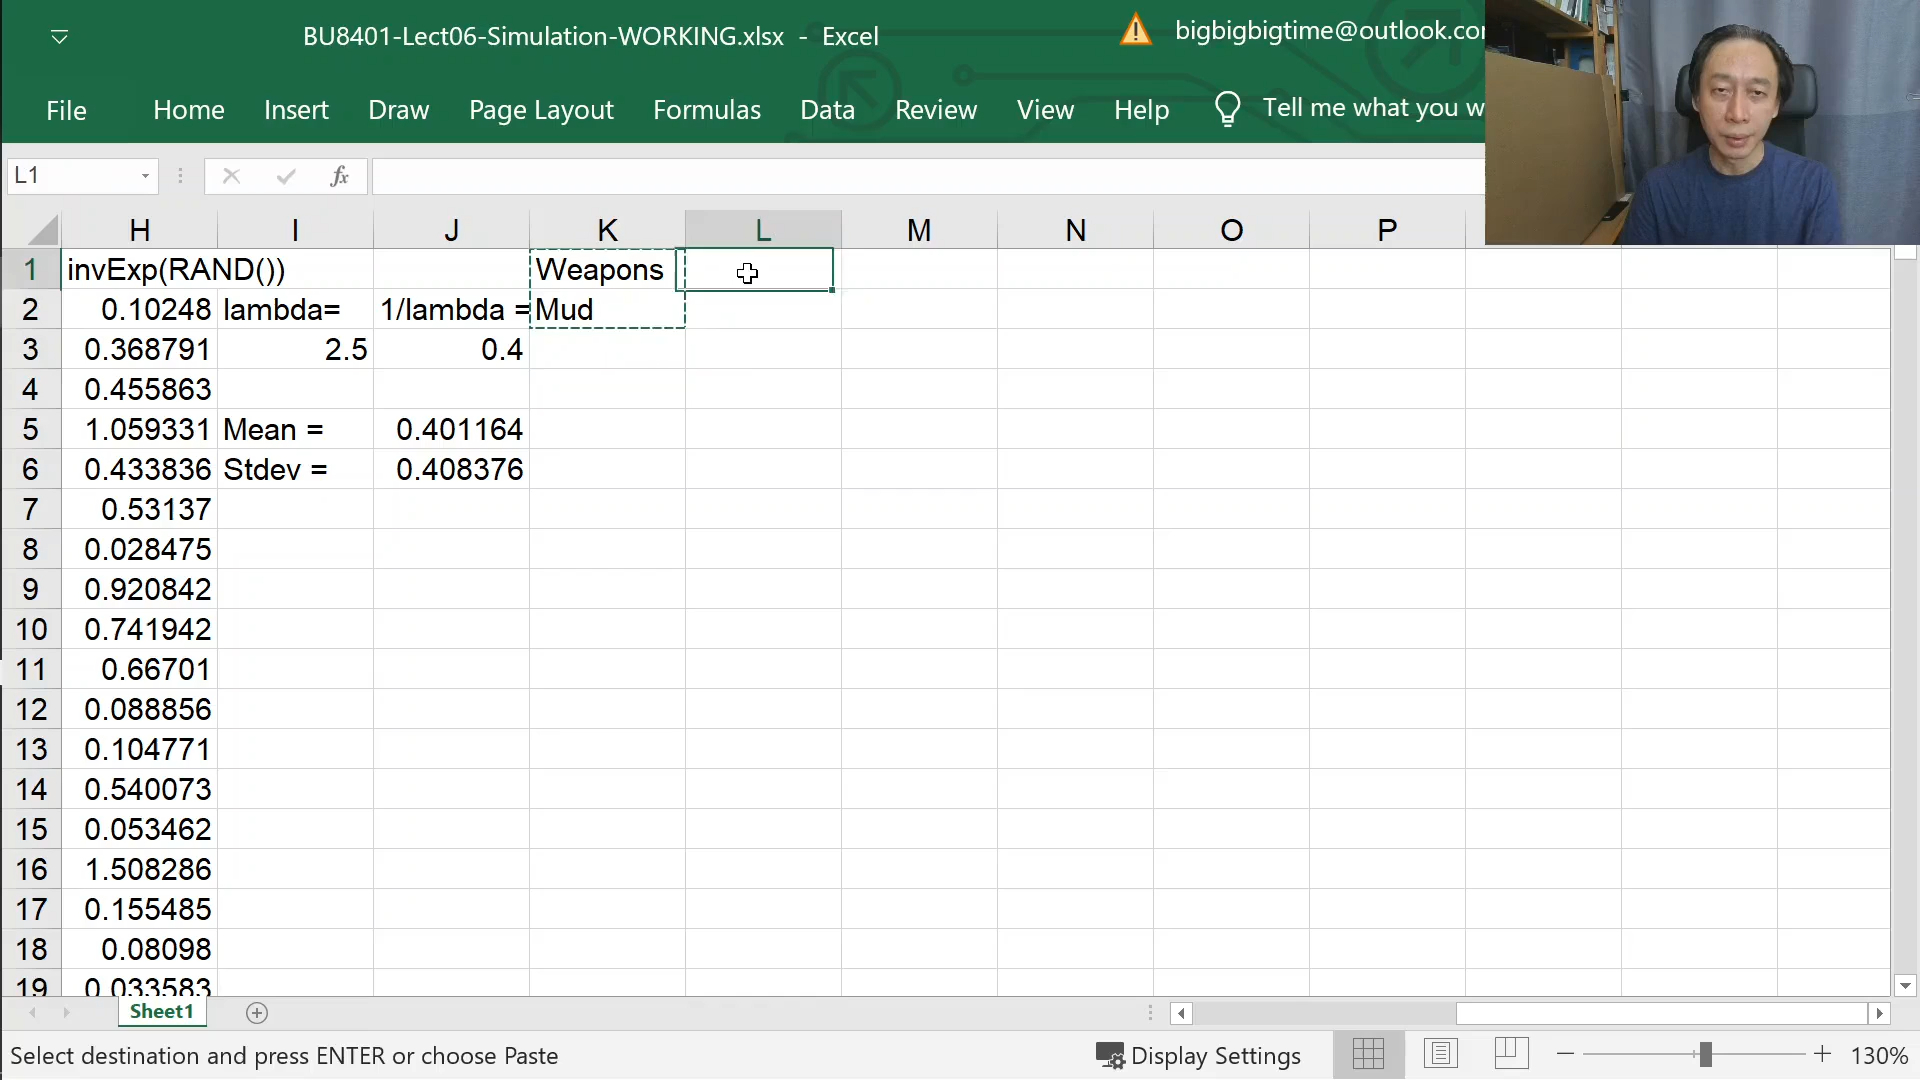 BU8401-Lect06-Simulation-WORKING.xlsx - Excel
bigbigbigtime@outlook.co
File Home Insert Draw Page Layout Formulas Data Review View Help Tell me what you w
L1 fx
H I J K L M N O P
1 invExp(RAND()) Weapons
2 0.10248 lambda= 1/lambda = Mud
3 0.368791 2.5 0.4
4 0.455863
5 1.059331 Mean = 0.401164
6 0.433836 Stdev = 0.408376
7 0.53137
8 0.028475
9 0.920842
10 0.741942
11 0.66701
12 0.088856
13 0.104771
14 0.540073
15 0.053462
16 1.508286
17 0.155485
18 0.08098
19 0.033583
Sheet1
Select destination and press ENTER or choose Paste Display Settings 130%